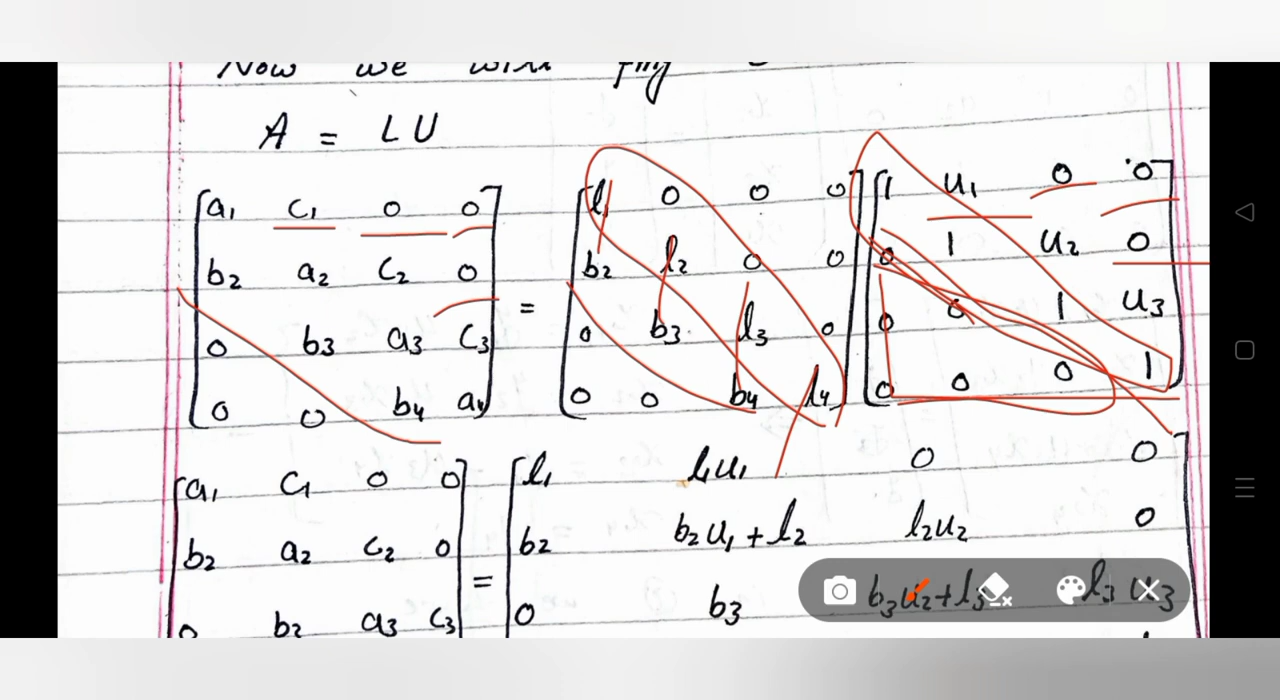 Now we will
A = LU
[a₁ c₁ 0 0] = [l₁ 0 0 0] [1 u₁ 0 0]
[b₂ a₂ c₂ 0] [b₂ l₂ 0 0] [0 1 u₂ 0]
[0 b₃ a₃ c₃] [0 b₃ l₃ 0] [0 0 1 u₃]
[0 0 b₄ a₄] [0 0 b₄ l₄] [0 0 0 1]
[a₁ c₁ 0 0] = [l₁ l₁u₁ 0 0]
[b₂ a₂ c₂ 0] [b₂ b₂u₁+l₂ l₂u₂ 0]
[0 b₃ a₃ c₃] [0 b₃ b₃u₂+l₃ l₃u₃]